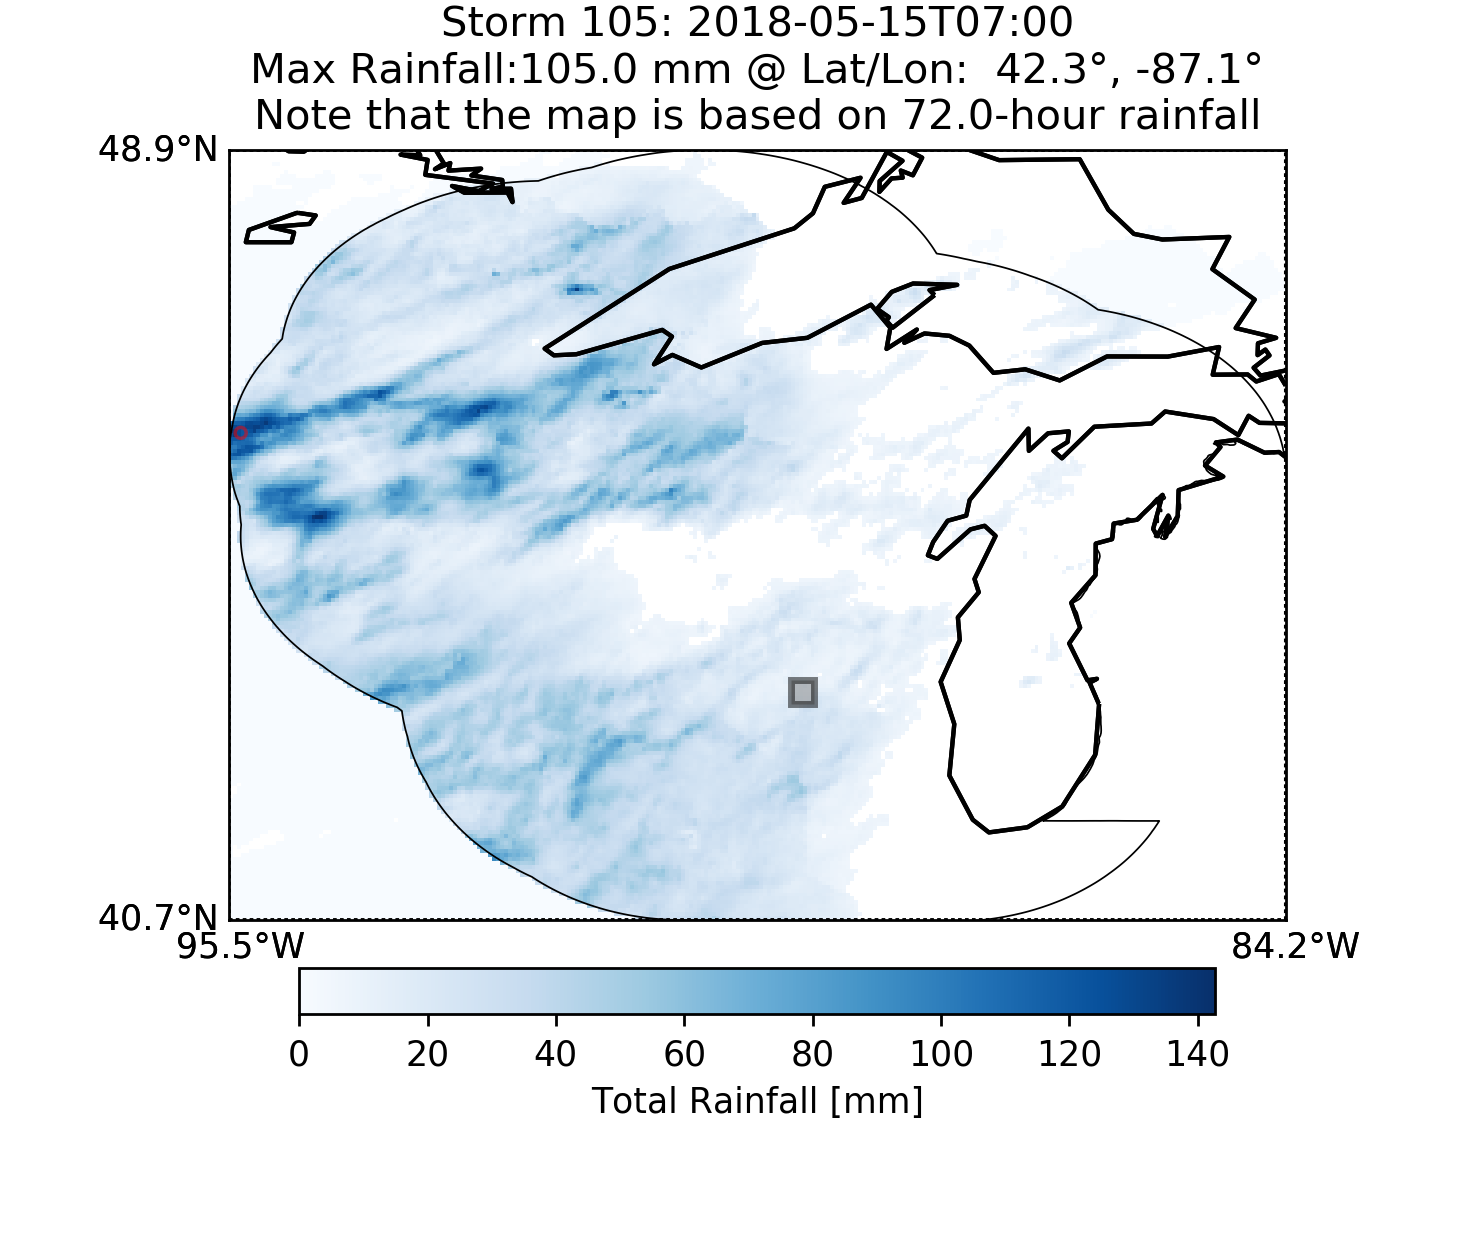 Storm 105: 2018-05-15T07:00
Max Rainfall:105.0 mm @ Lat/Lon:  42.3°, -87.1°
Note that the map is based on 72.0-hour rainfall
48.9°N
40.7°N
95.5°W 84.2°W
0 20 40 60 80 100 120 140
Total Rainfall [mm]